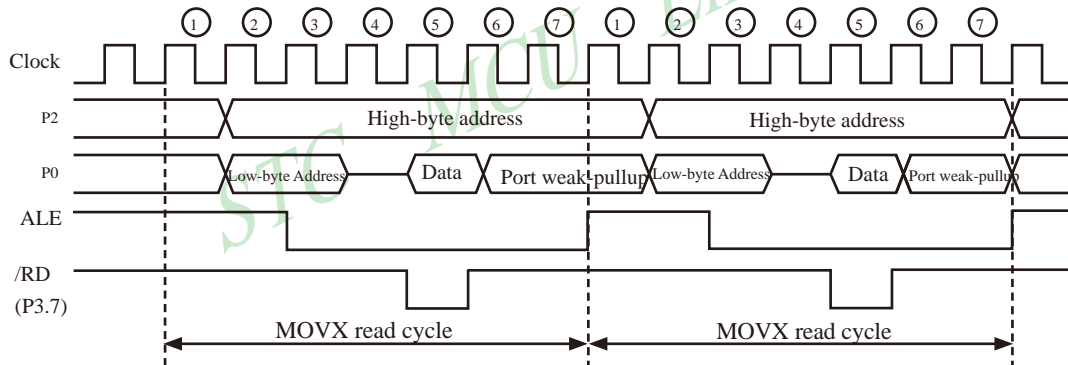 1 2 3 4 5 6 7 1 2 3 4 5 6 7
Clock
P2 High-byte address High-byte address
P0 Low-byte Address Data Port weak-pullup Low-byte Address Data Port weak-pullup
ALE
/RD
(P3.7)
MOVX read cycle MOVX read cycle
STC MCU